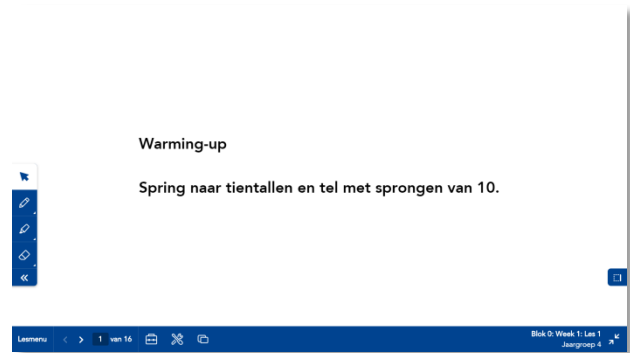 Warming-up
Spring naar tientallen en tel met sprongen van 10.
Lesmenu 1 van 16
Blok 0: Week 1: Les 1
Jaargroep 4